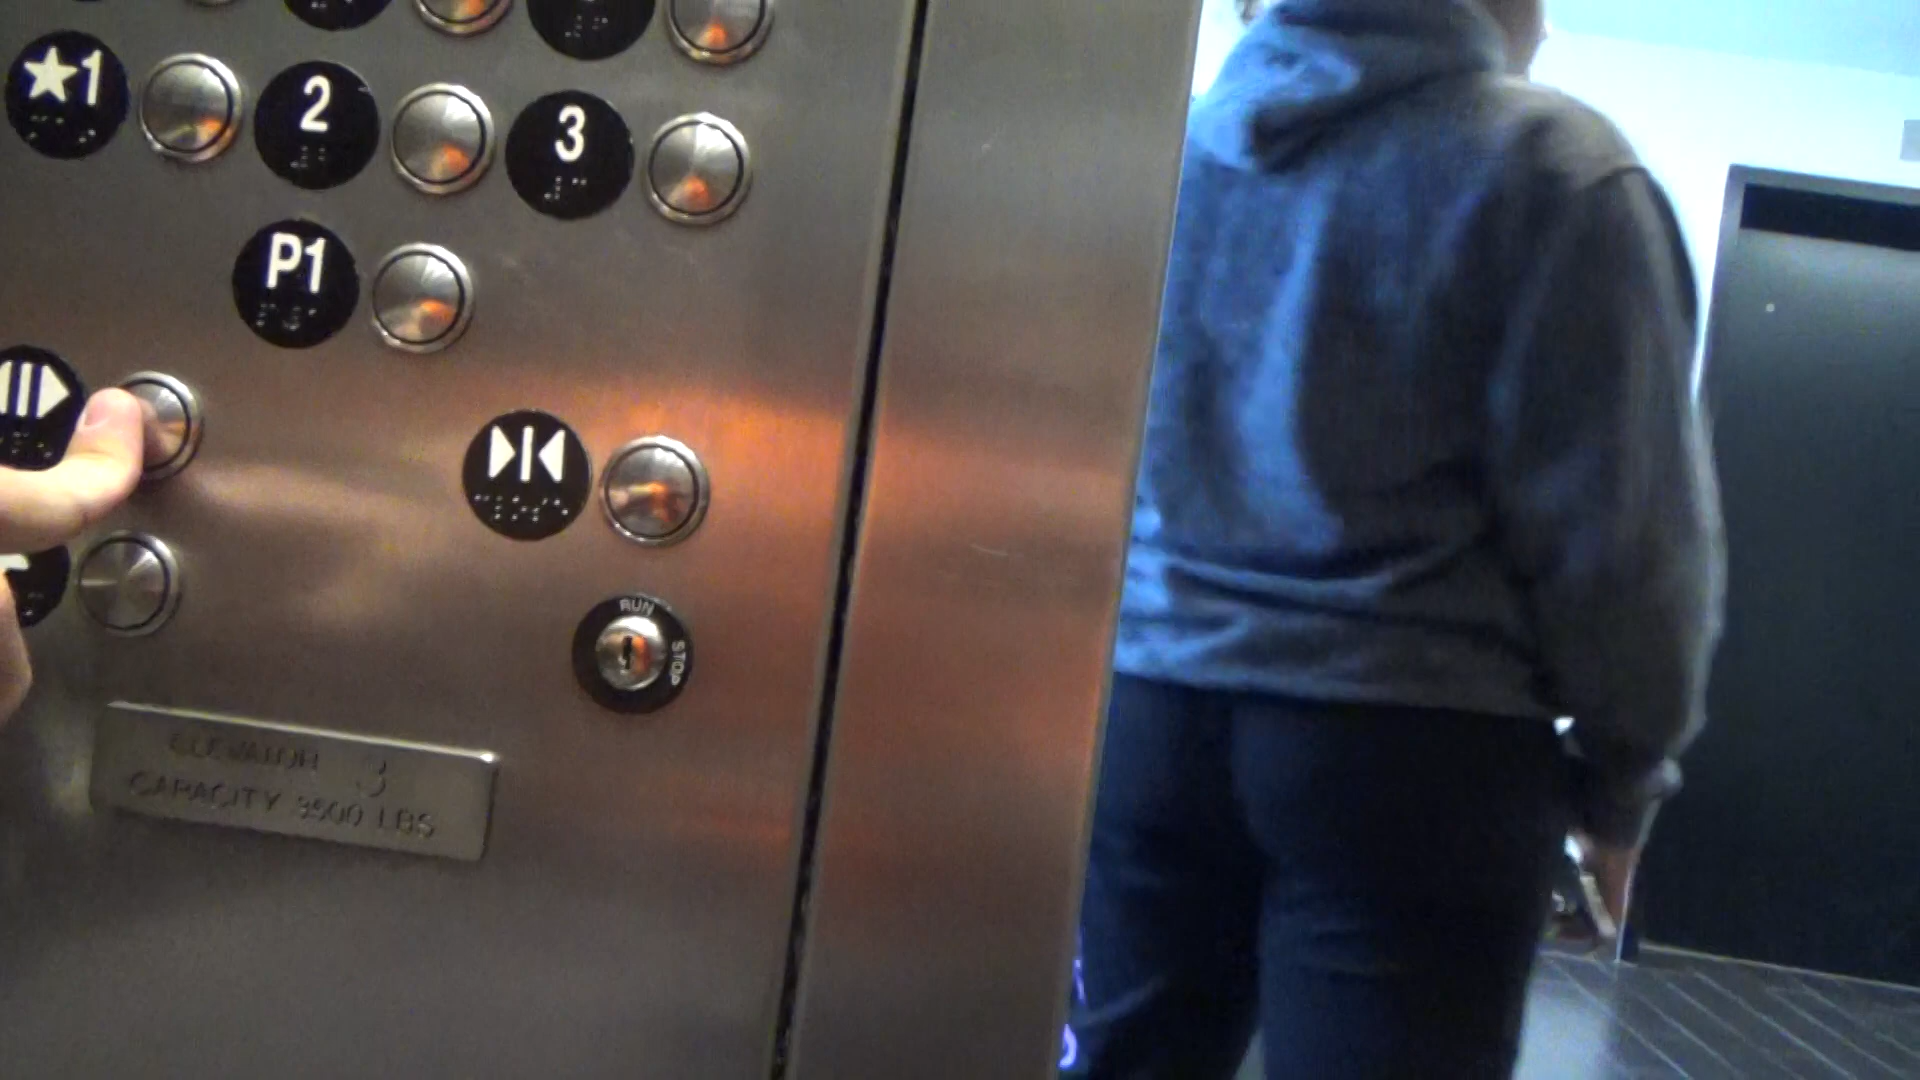 ★1
2
3
P1
RUN
STOP
ELEVATOR 3
CAPACITY 3500 LBS